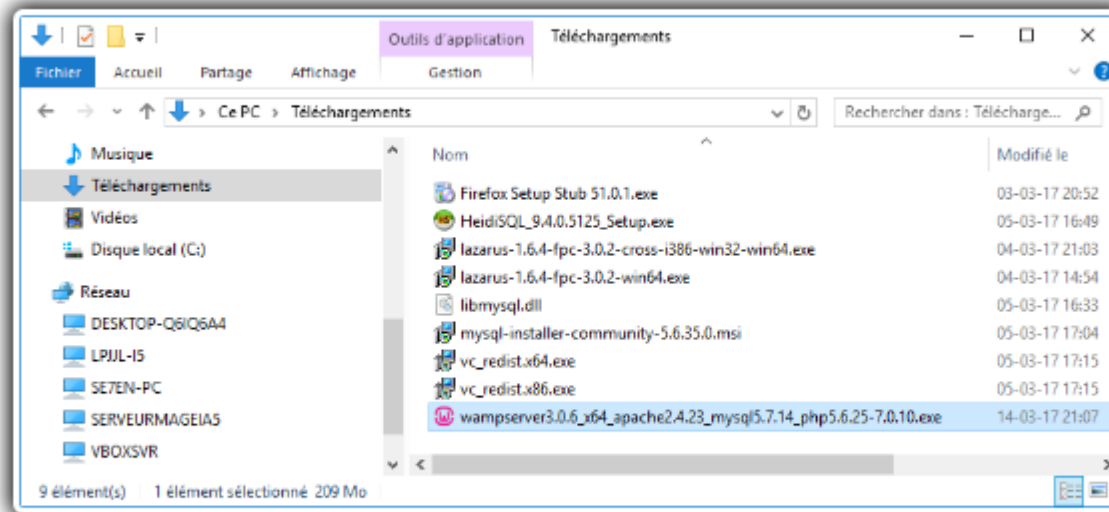 Outils d'application Téléchargements
Fichier Accueil Partage Affichage Gestion
Ce PC > Téléchargements Rechercher dans : Télécharge...
Musique
Téléchargements
Vidéos
Disque local (C:)
Réseau
DESKTOP-Q6IQ6A4
LPJJL-I5
SE7EN-PC
SERVEURMAGEIA5
VBOXSVR
Nom Modifié le
Firefox Setup Stub 51.0.1.exe 03-03-17 20:52
HeidiSQL_9.4.0.5125_Setup.exe 05-03-17 16:49
lazarus-1.6.4-fpc-3.0.2-cross-i386-win32-win64.exe 04-03-17 21:03
lazarus-1.6.4-fpc-3.0.2-win64.exe 04-03-17 14:54
libmysql.dll 05-03-17 16:33
mysql-installer-community-5.6.35.0.msi 05-03-17 17:04
vc_redist.x64.exe 05-03-17 17:15
vc_redist.x86.exe 05-03-17 17:15
wampserver3.0.6_x64_apache2.4.23_mysql5.7.14_php5.6.25-7.0.10.exe 14-03-17 21:07
9 élément(s) 1 élément sélectionné 209 Mo